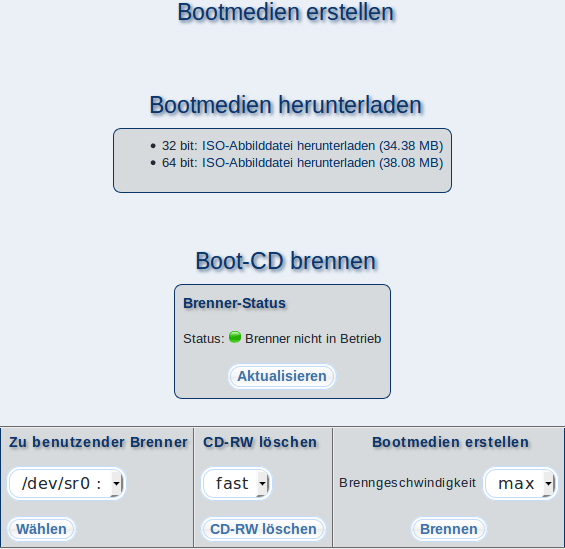 Bootmedien erstellen
Bootmedien herunterladen
• 32 bit: ISO-Abbilddatei herunterladen (34.38 MB)
• 64 bit: ISO-Abbilddatei herunterladen (38.08 MB)
Boot-CD brennen
Brenner-Status
Status: Brenner nicht in Betrieb
Aktualisieren
Zu benutzender Brenner CD-RW löschen Bootmedien erstellen
/dev/sr0 : fast Brenngeschwindigkeit max
Wählen CD-RW löschen Brennen